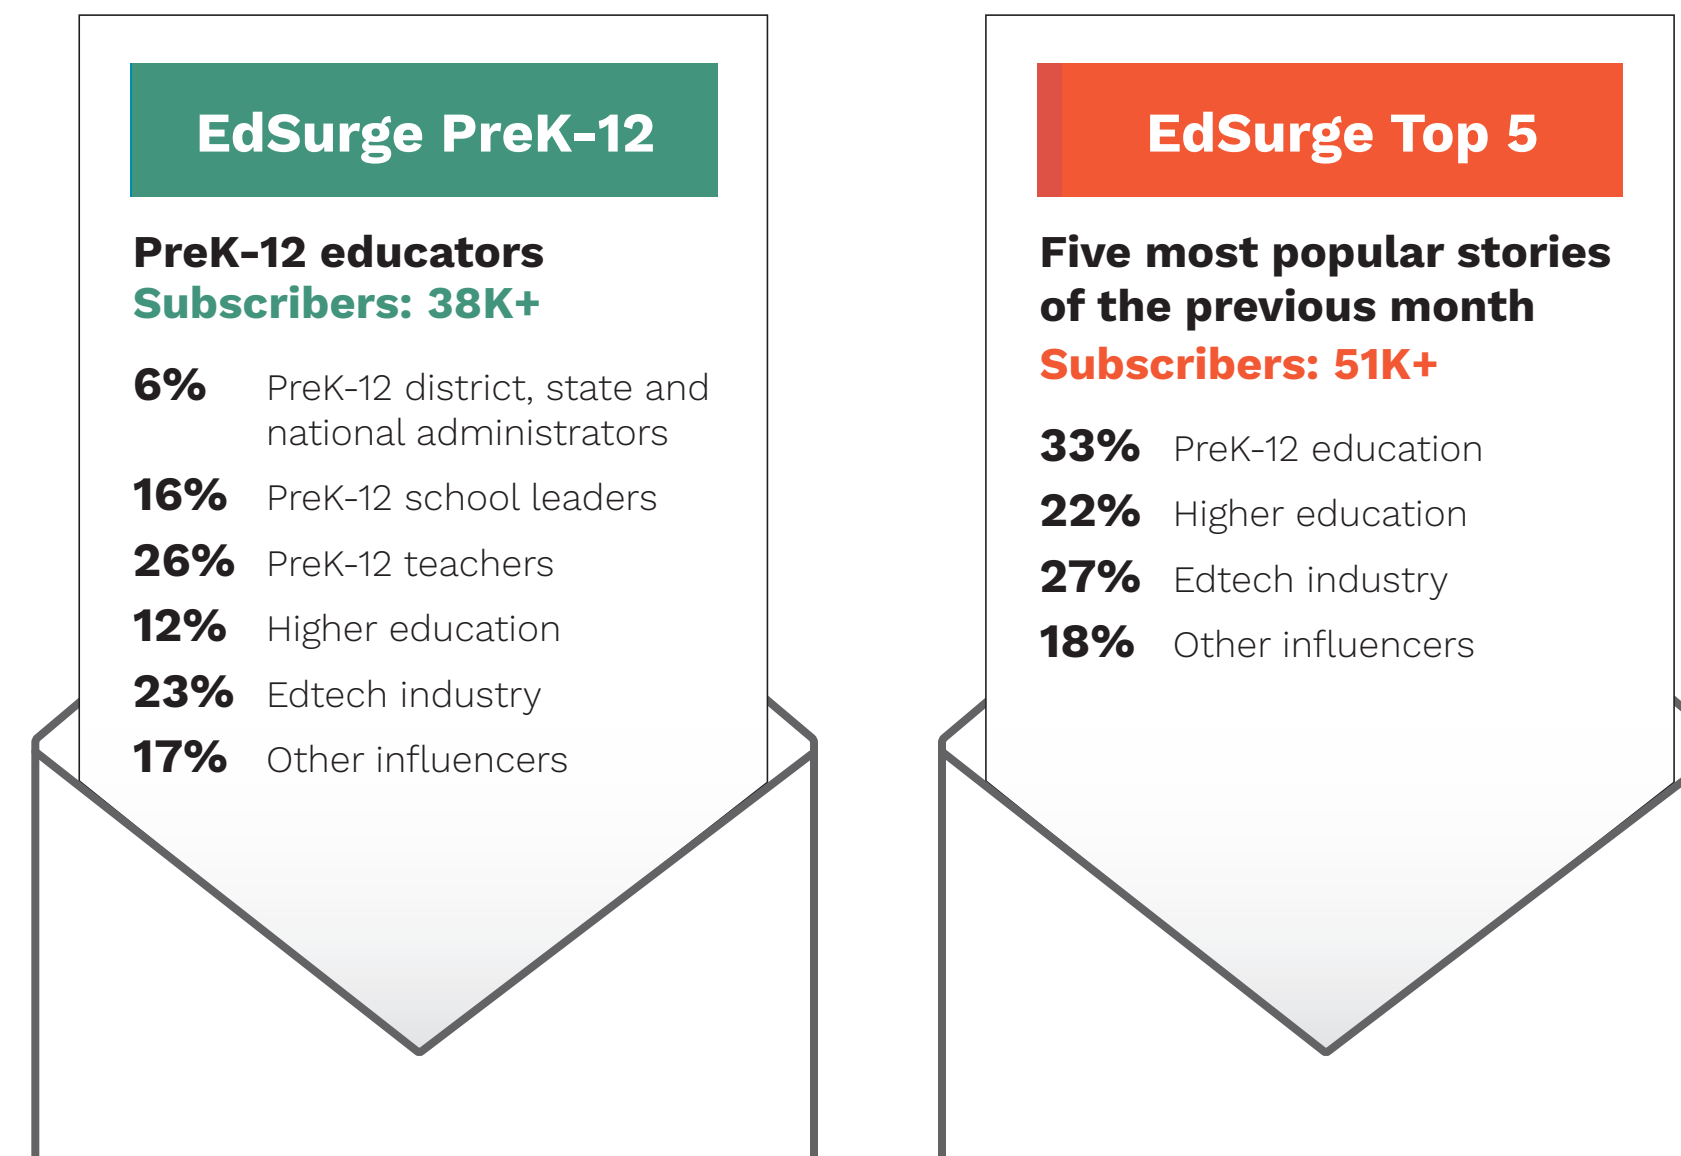 EdSurge PreK-12
PreK-12 educators
Subscribers: 38K+
6% PreK-12 district, state and
national administrators
16% PreK-12 school leaders
26% PreK-12 teachers
12% Higher education
23% Edtech industry
17% Other influencers
EdSurge Top 5
Five most popular stories
of the previous month
Subscribers: 51K+
33% PreK-12 education
22% Higher education
27% Edtech industry
18% Other influencers